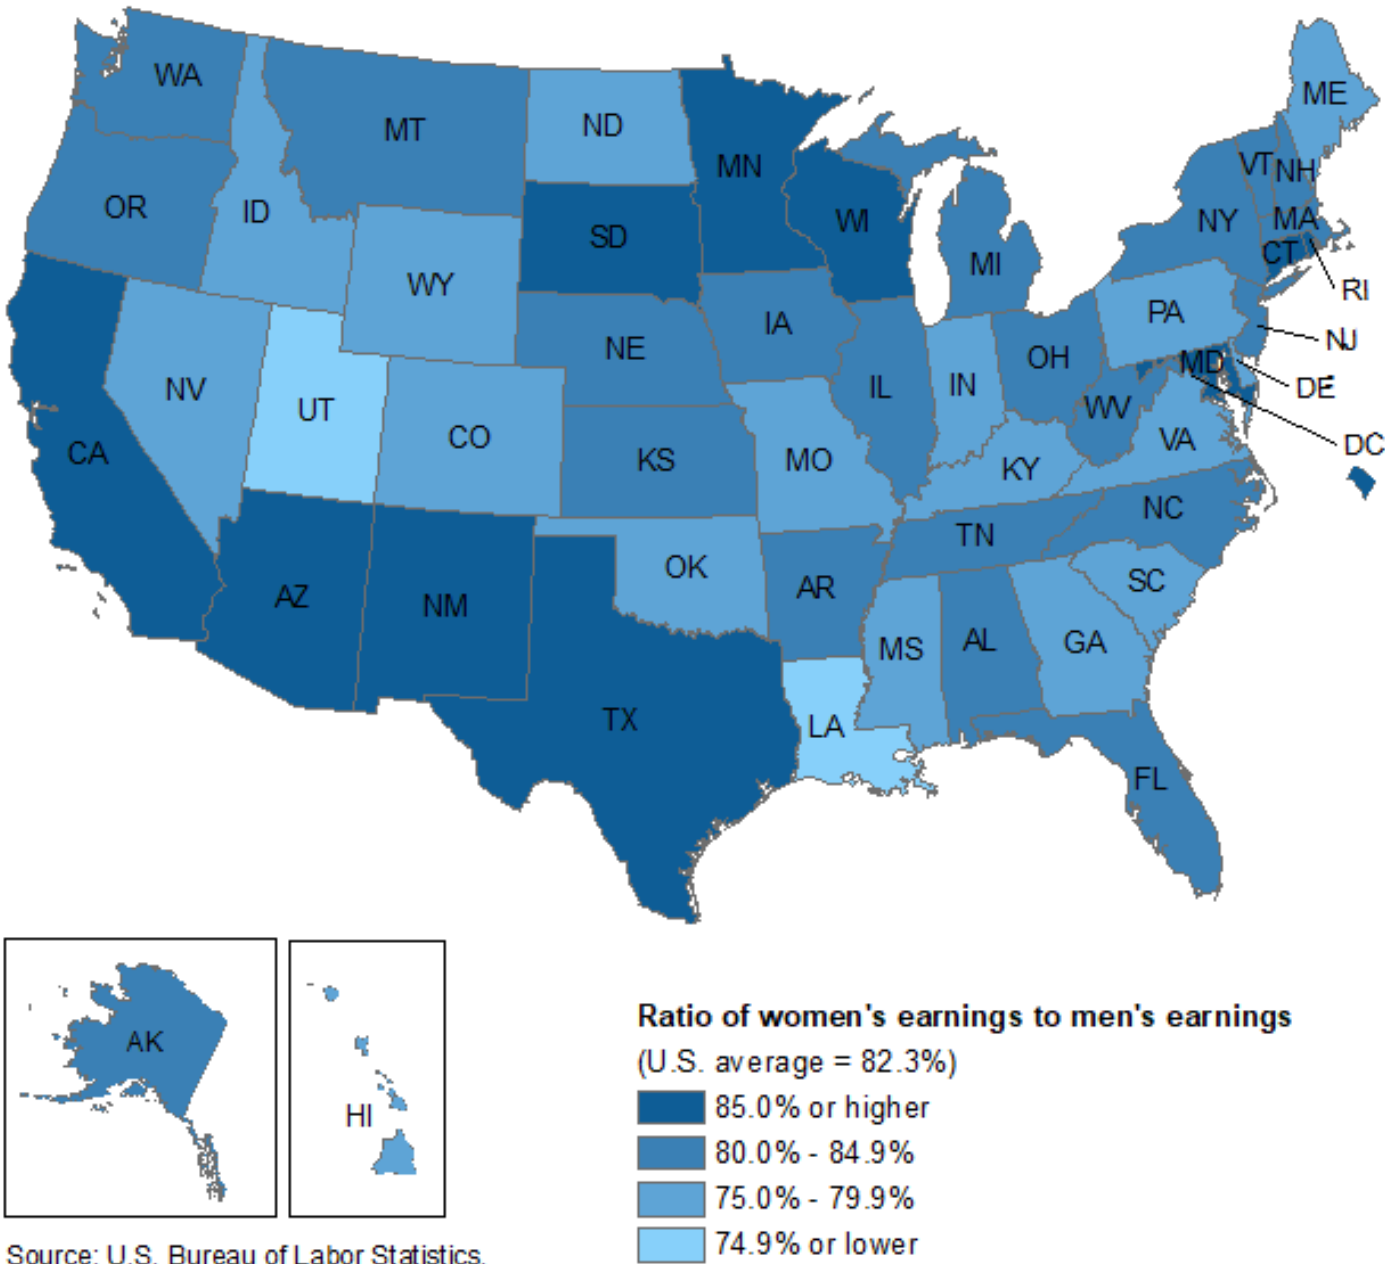 WA
MT
ND
MN
ME
VT
NH
OR
ID
SD
WI
NY
MA
WY
MI
CT
RI
NE
IA
PA
NJ
NV
UT
CO
IL
IN
OH
MD
DE
WV
CA
KS
MO
KY
VA
DC
AZ
NM
OK
AR
TN
NC
SC
MS
AL
GA
TX
LA
FL
AK
HI
Ratio of women's earnings to men's earnings
(U.S. average = 82.3%)
85.0% or higher
80.0% - 84.9%
75.0% - 79.9%
74.9% or lower
Source: U.S. Bureau of Labor Statistics.